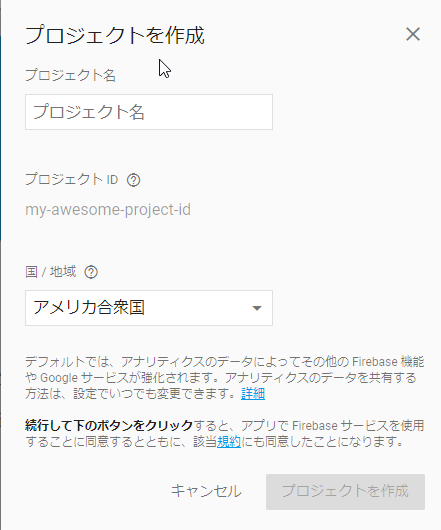 プロジェクトを作成
プロジェクト名
プロジェクト名
プロジェクト ID
my-awesome-project-id
国 / 地域
アメリカ合衆国
デフォルトでは、アナリティクスのデータによってその他の Firebase 機能
や Google サービスが強化されます。アナリティクスのデータを共有する
方法は、設定でいつでも変更できます。詳細
続行して下のボタンをクリックすると、アプリで Firebase サービスを使用
することに同意するとともに、該当規約にも同意したことになります。
キャンセル
プロジェクトを作成